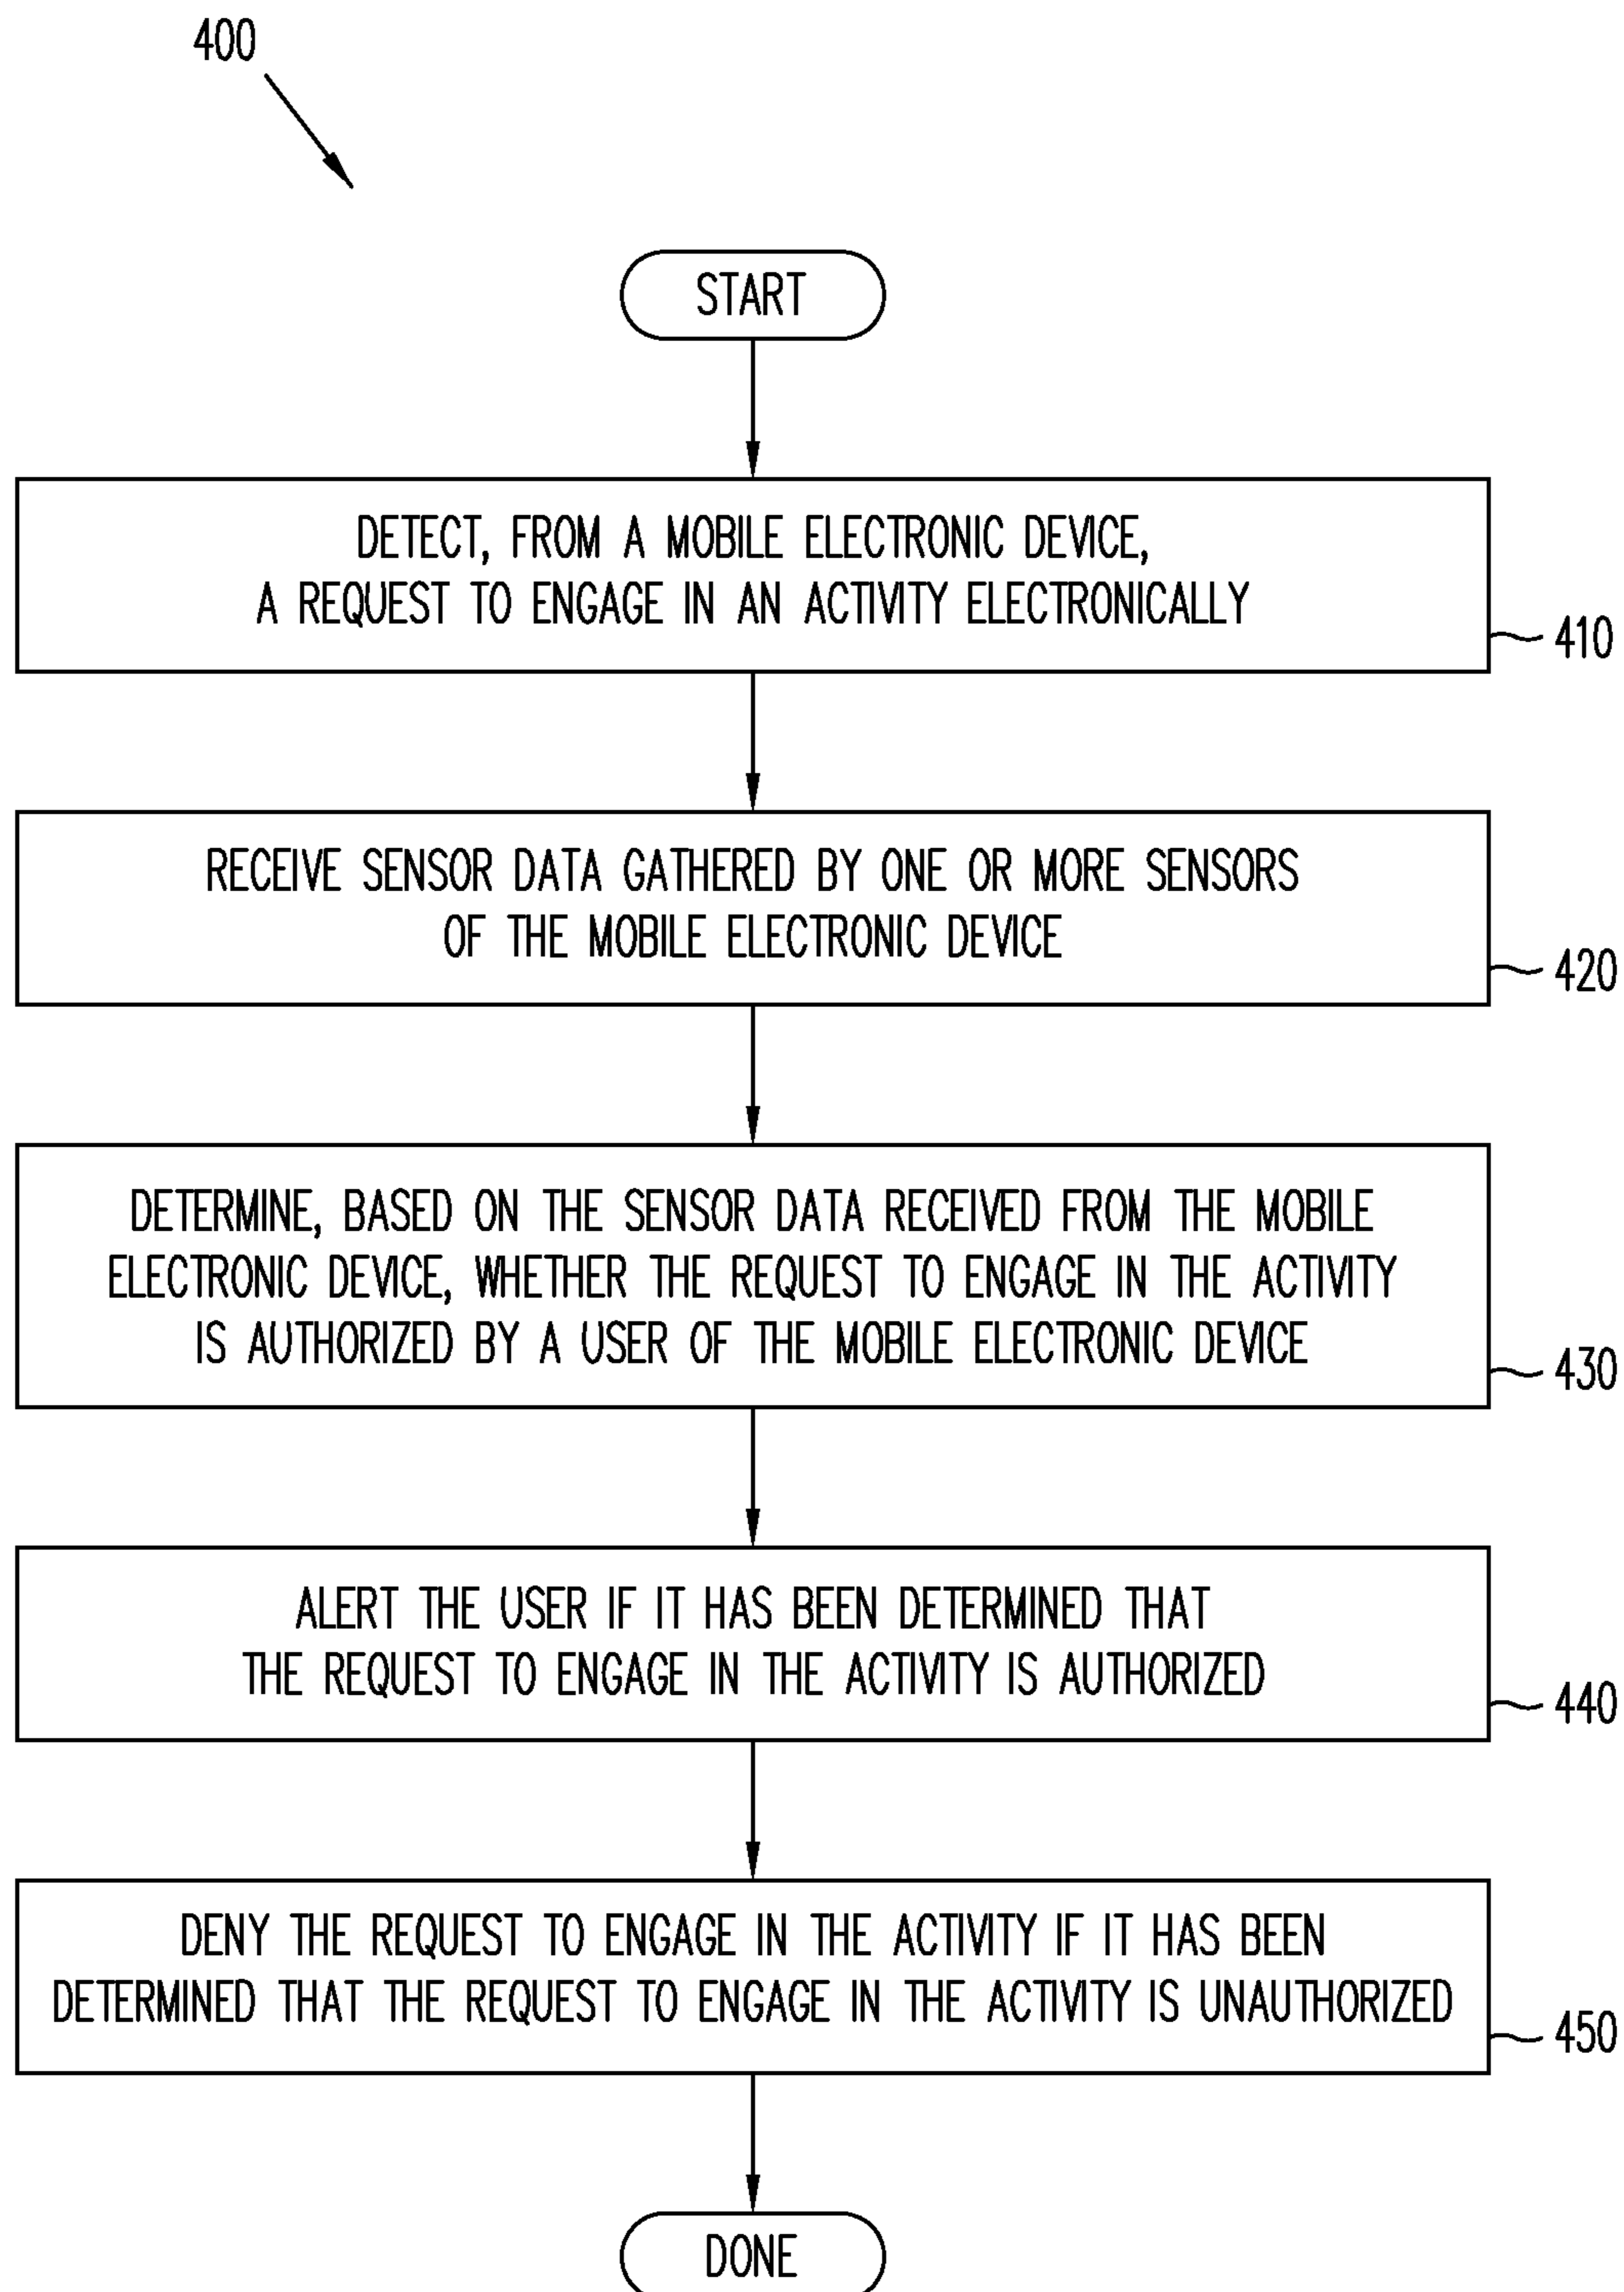 400
START
DETECT, FROM A MOBILE ELECTRONIC DEVICE,
A REQUEST TO ENGAGE IN AN ACTIVITY ELECTRONICALLY
410
RECEIVE SENSOR DATA GATHERED BY ONE OR MORE SENSORS
OF THE MOBILE ELECTRONIC DEVICE
420
DETERMINE, BASED ON THE SENSOR DATA RECEIVED FROM THE MOBILE
ELECTRONIC DEVICE, WHETHER THE REQUEST TO ENGAGE IN THE ACTIVITY
IS AUTHORIZED BY A USER OF THE MOBILE ELECTRONIC DEVICE
430
ALERT THE USER IF IT HAS BEEN DETERMINED THAT
THE REQUEST TO ENGAGE IN THE ACTIVITY IS AUTHORIZED
440
DENY THE REQUEST TO ENGAGE IN THE ACTIVITY IF IT HAS BEEN
DETERMINED THAT THE REQUEST TO ENGAGE IN THE ACTIVITY IS UNAUTHORIZED
450
DONE